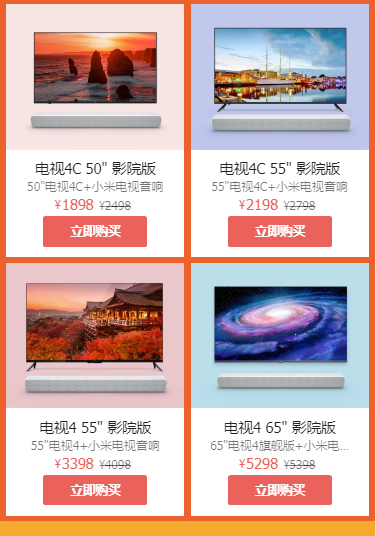 电视4C 50" 影院版
50"电视4C+小米电视音响
¥1898 ¥2498
立即购买
电视4C 55" 影院版
55"电视4C+小米电视音响
¥2198 ¥2798
立即购买
电视4 55" 影院版
55"电视4+小米电视音响
¥3398 ¥4098
立即购买
电视4 65" 影院版
65"电视4旗舰版+小米电...
¥5298 ¥5398
立即购买